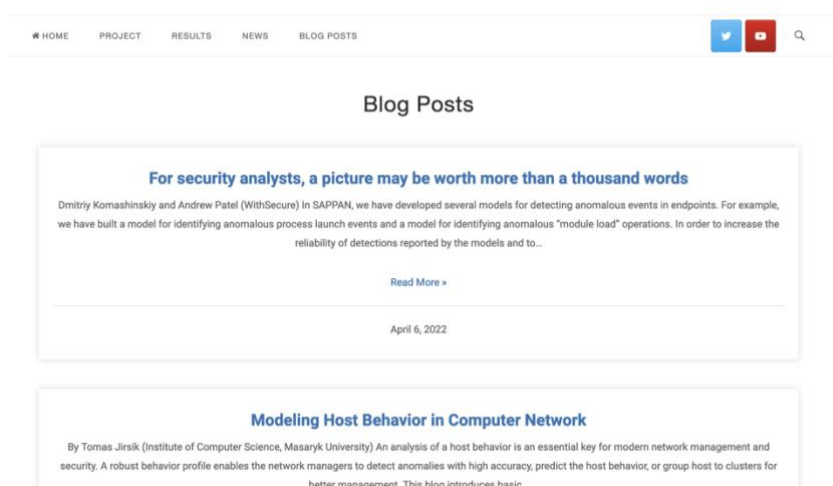 HOME PROJECT RESULTS NEWS BLOG POSTS
Blog Posts
For security analysts, a picture may be worth more than a thousand words
Dmitriy Komashinskiy and Andrew Patel (WithSecure) In SAPPAN, we have developed several models for detecting anomalous events in endpoints. For example,
we have built a model for identifying anomalous process launch events and a model for identifying anomalous "module load" operations. In order to increase the
reliability of detections reported by the models and to...
Read More »
April 6, 2022
Modeling Host Behavior in Computer Network
By Tomas Jirsik (Institute of Computer Science, Masaryk University) An analysis of a host behavior is an essential key for modern network management and
security. A robust behavior profile enables the network managers to detect anomalies with high accuracy, predict the host behavior, or group host to clusters for
better management. This blog introduces basic